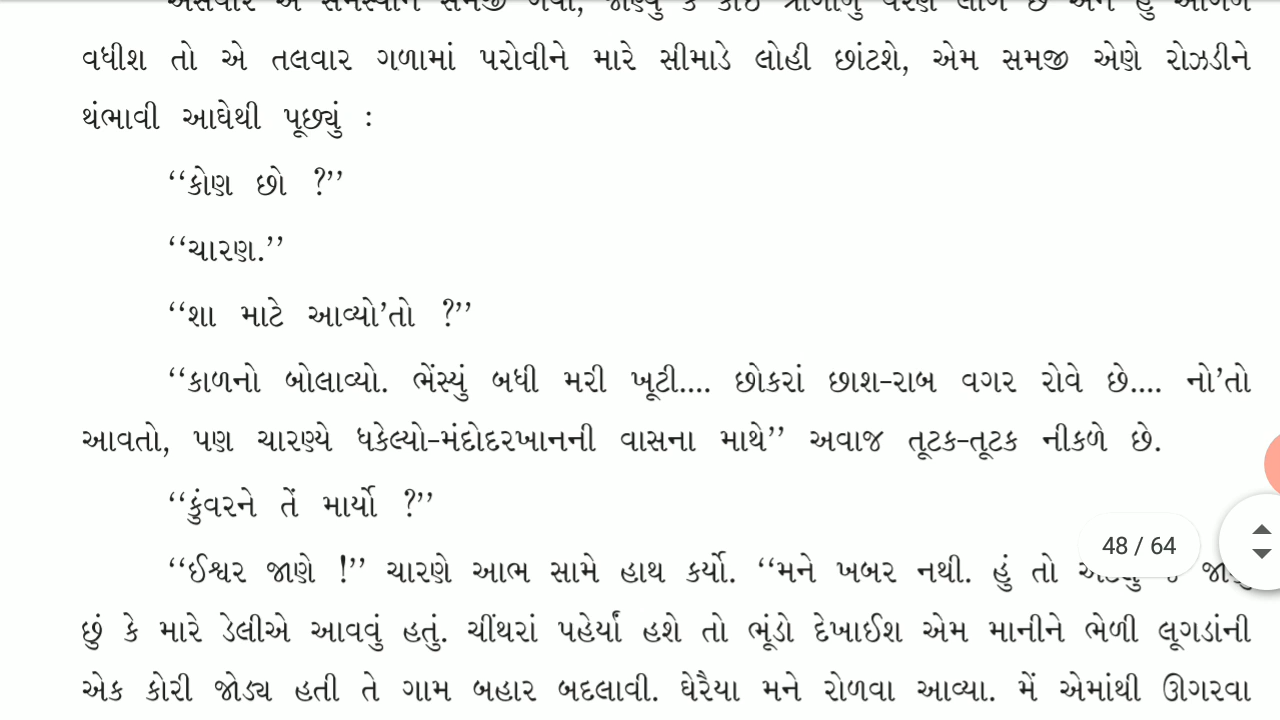 વધીશ તો એ તલવાર ગળામાં પરોવીને મારે સીમાડે લોહી છાંટશે, એમ સમજી એણે રોઝડીને
થંભાવી આઘેથી પૂછ્યું :
‘‘કોણ છો ?’’
‘‘ચારણ.’’
‘‘શા માટે આવ્યો’તો ?’’
‘‘કાળનો બોલાવ્યો. ભેંસ્યું બધી મરી ખૂટી.... છોકરાં છાશ-રાબ વગર રોવે છે.... નો’તો
આવતો, પણ ચારણ્યે ધકેલ્યો-મંદોદરખાનની વાસના માથે’’ અવાજ તૂટક-તૂટક નીકળે છે.
‘‘કુંવરને તેં માર્યો ?’’
48 / 64
‘‘ઈશ્વર જાણે !’’ ચારણે આભ સામે હાથ કર્યો. ‘‘મને ખબર નથી. હું તો
છું કે મારે ડેલીએ આવવું હતું. ચીંથરાં પહેર્યાં હશે તો ભૂંડો દેખાઈશ એમ માનીને ભેળી લૂગડાંની
એક કોરી જોડ્ય હતી તે ગામ બહાર બદલાવી. ઘેરૈયા મને રોળવા આવ્યા. મેં એમાંથી ઊગરવા